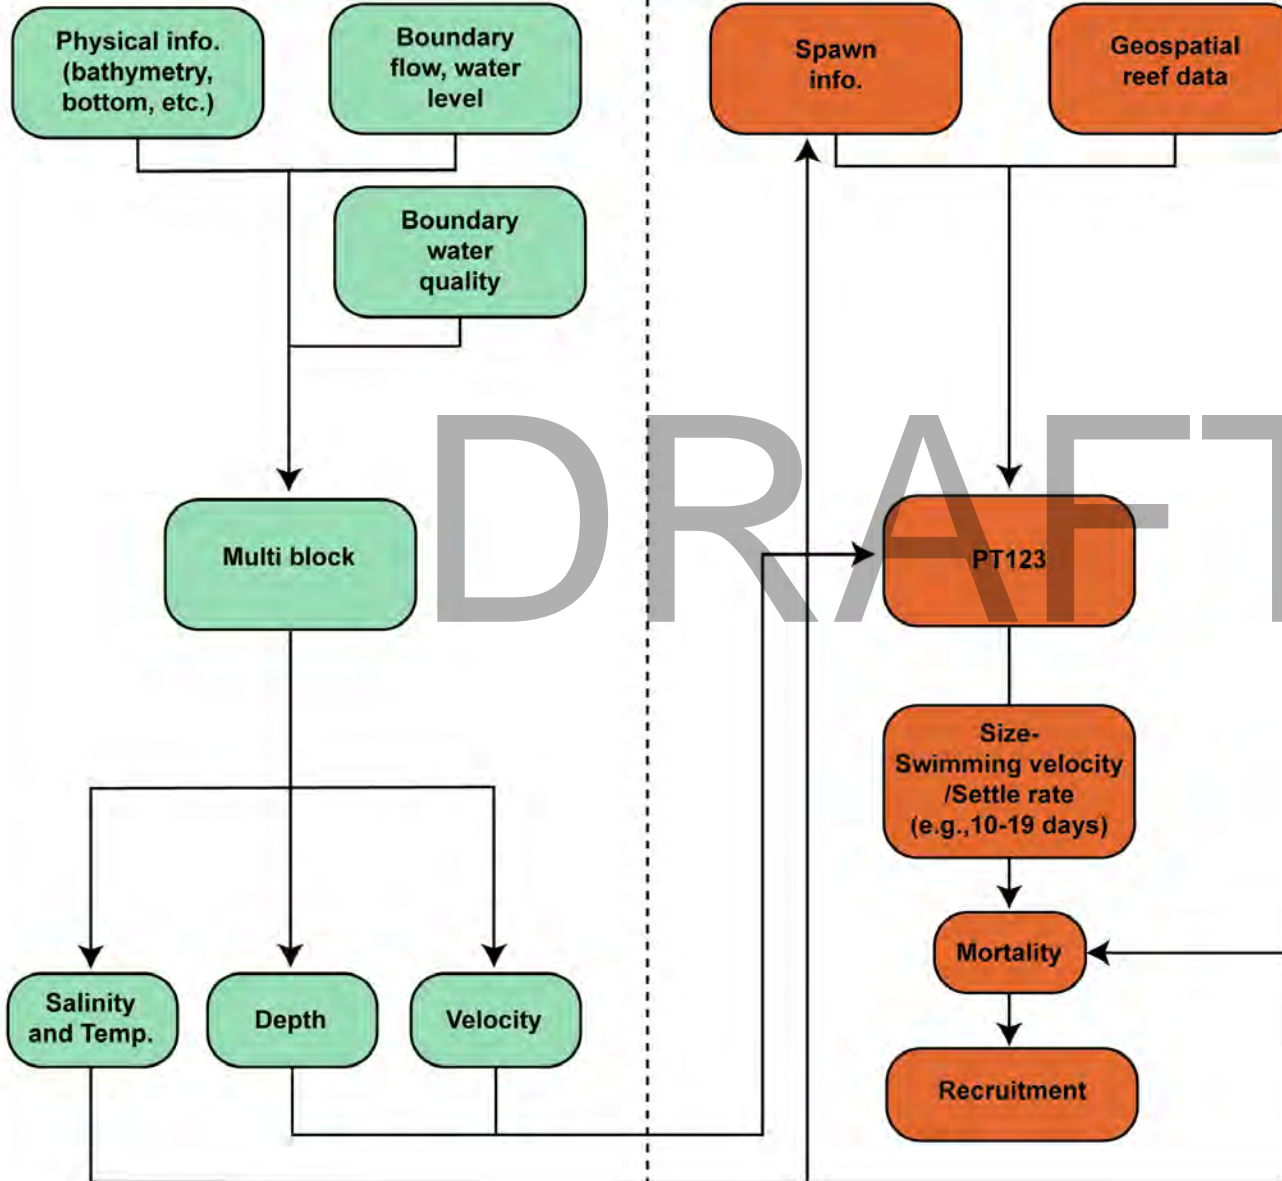 Physical info.
(bathymetry,
bottom, etc.)
Boundary
flow, water
level
Boundary
water
quality
Multi block
Salinity
and Temp.
Depth
Velocity
Spawn
info.
Geospatial
reef data
DRAFT
PT123
Size-
Swimming velocity
/Settle rate
(e.g.,10-19 days)
Mortality
Recruitment